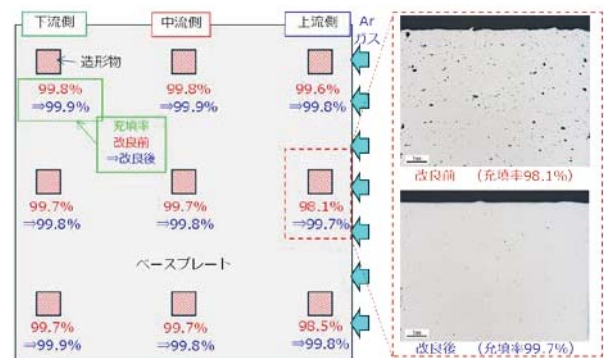 下流側
中流側
上流側
Ar
ガス
造形物
99.8%
⇒99.9%
99.8%
⇒99.9%
99.6%
⇒99.8%
充填率
改良前
⇒改良後
99.7%
⇒99.8%
99.7%
⇒99.8%
98.1%
⇒99.7%
ベースプレート
99.7%
⇒99.9%
99.7%
⇒99.8%
98.5%
⇒99.8%
改良前 （充填率98.1%）
改良後 （充填率99.7%）